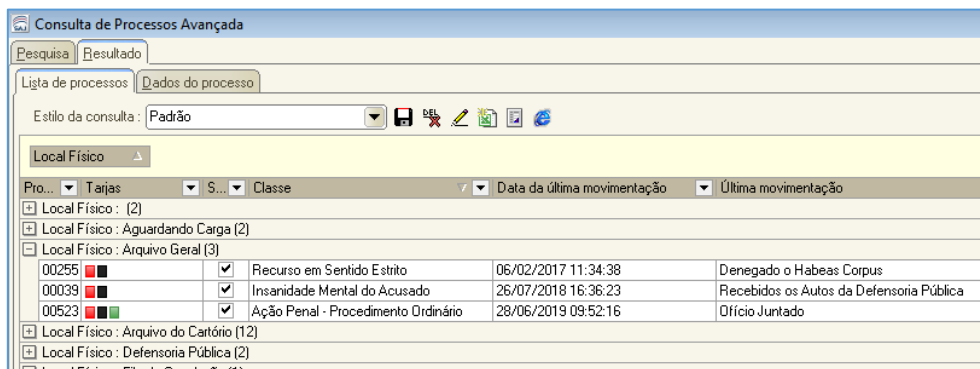 Consulta de Processos Avançada
Pesquisa Resultado
Lista de processos Dados do processo
Estilo da consulta : Padrão DEL
Local Físico
Pro... Tarjas S... Classe Data da última movimentação Última movimentação
Local Físico : (2)
Local Físico : Aguardando Carga (2)
Local Físico : Arquivo Geral (3)
00255 Recurso em Sentido Estrito 06/02/2017 11:34:38 Denegado o Habeas Corpus
00039 Insanidade Mental do Acusado 26/07/2018 16:36:23 Recebidos os Autos da Defensoria Pública
00523 Ação Penal - Procedimento Ordinário 28/06/2019 09:52:16 Ofício Juntado
Local Físico : Arquivo do Cartório (12)
Local Físico : Defensoria Pública (2)